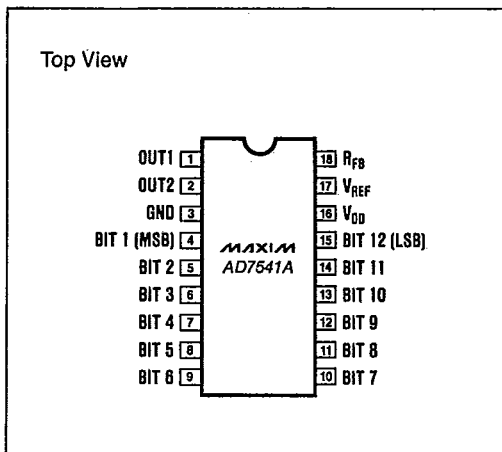 Top View
OUT1 1
OUT2 2
GND 3
BIT 1 (MSB) 4
BIT 2 5
BIT 3 6
BIT 4 7
BIT 5 8
BIT 6 9
MAXIM
AD7541A
18 RFB
17 VREF
16 VDD
15 BIT 12 (LSB)
14 BIT 11
13 BIT 10
12 BIT 9
11 BIT 8
10 BIT 7